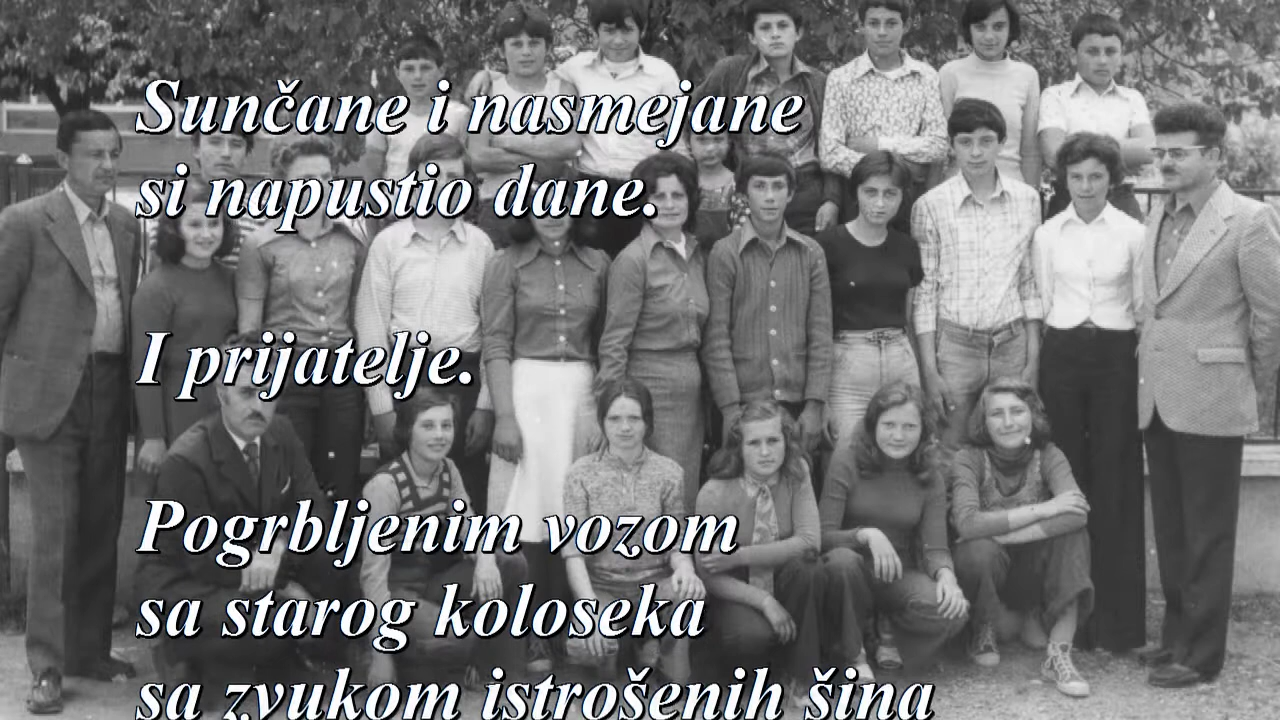 Sunčane i nasmejane
si napustio dane.
I prijatelje.
Pogrbljenim vozom
sa starog koloseka
sa zvukom istrošenih šina